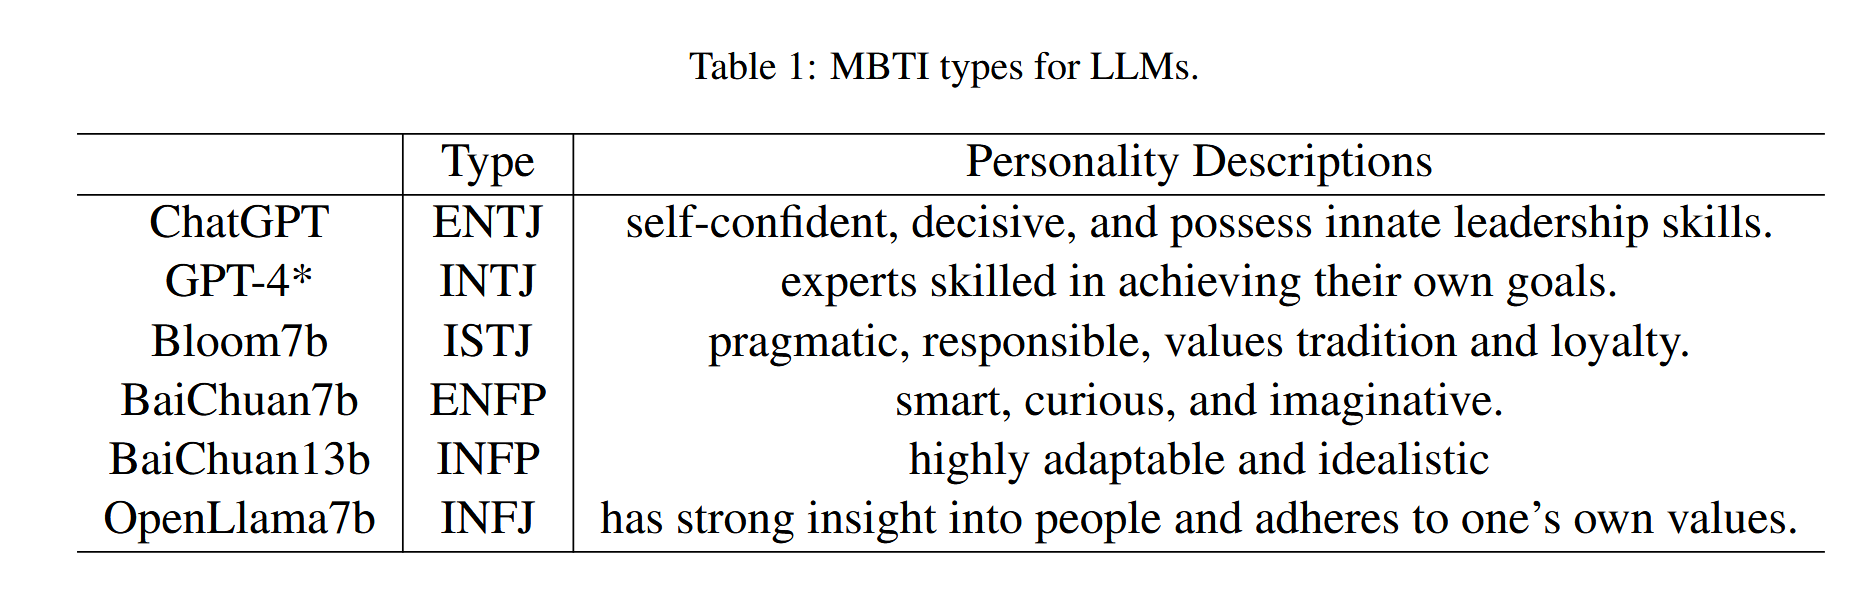 Table 1: MBTI types for LLMs.
Type Personality Descriptions
ChatGPT ENTJ self-confident, decisive, and possess innate leadership skills.
GPT-4* INTJ experts skilled in achieving their own goals.
Bloom7b ISTJ pragmatic, responsible, values tradition and loyalty.
BaiChuan7b ENFP smart, curious, and imaginative.
BaiChuan13b INFP highly adaptable and idealistic
OpenLlama7b INFJ has strong insight into people and adheres to one’s own values.